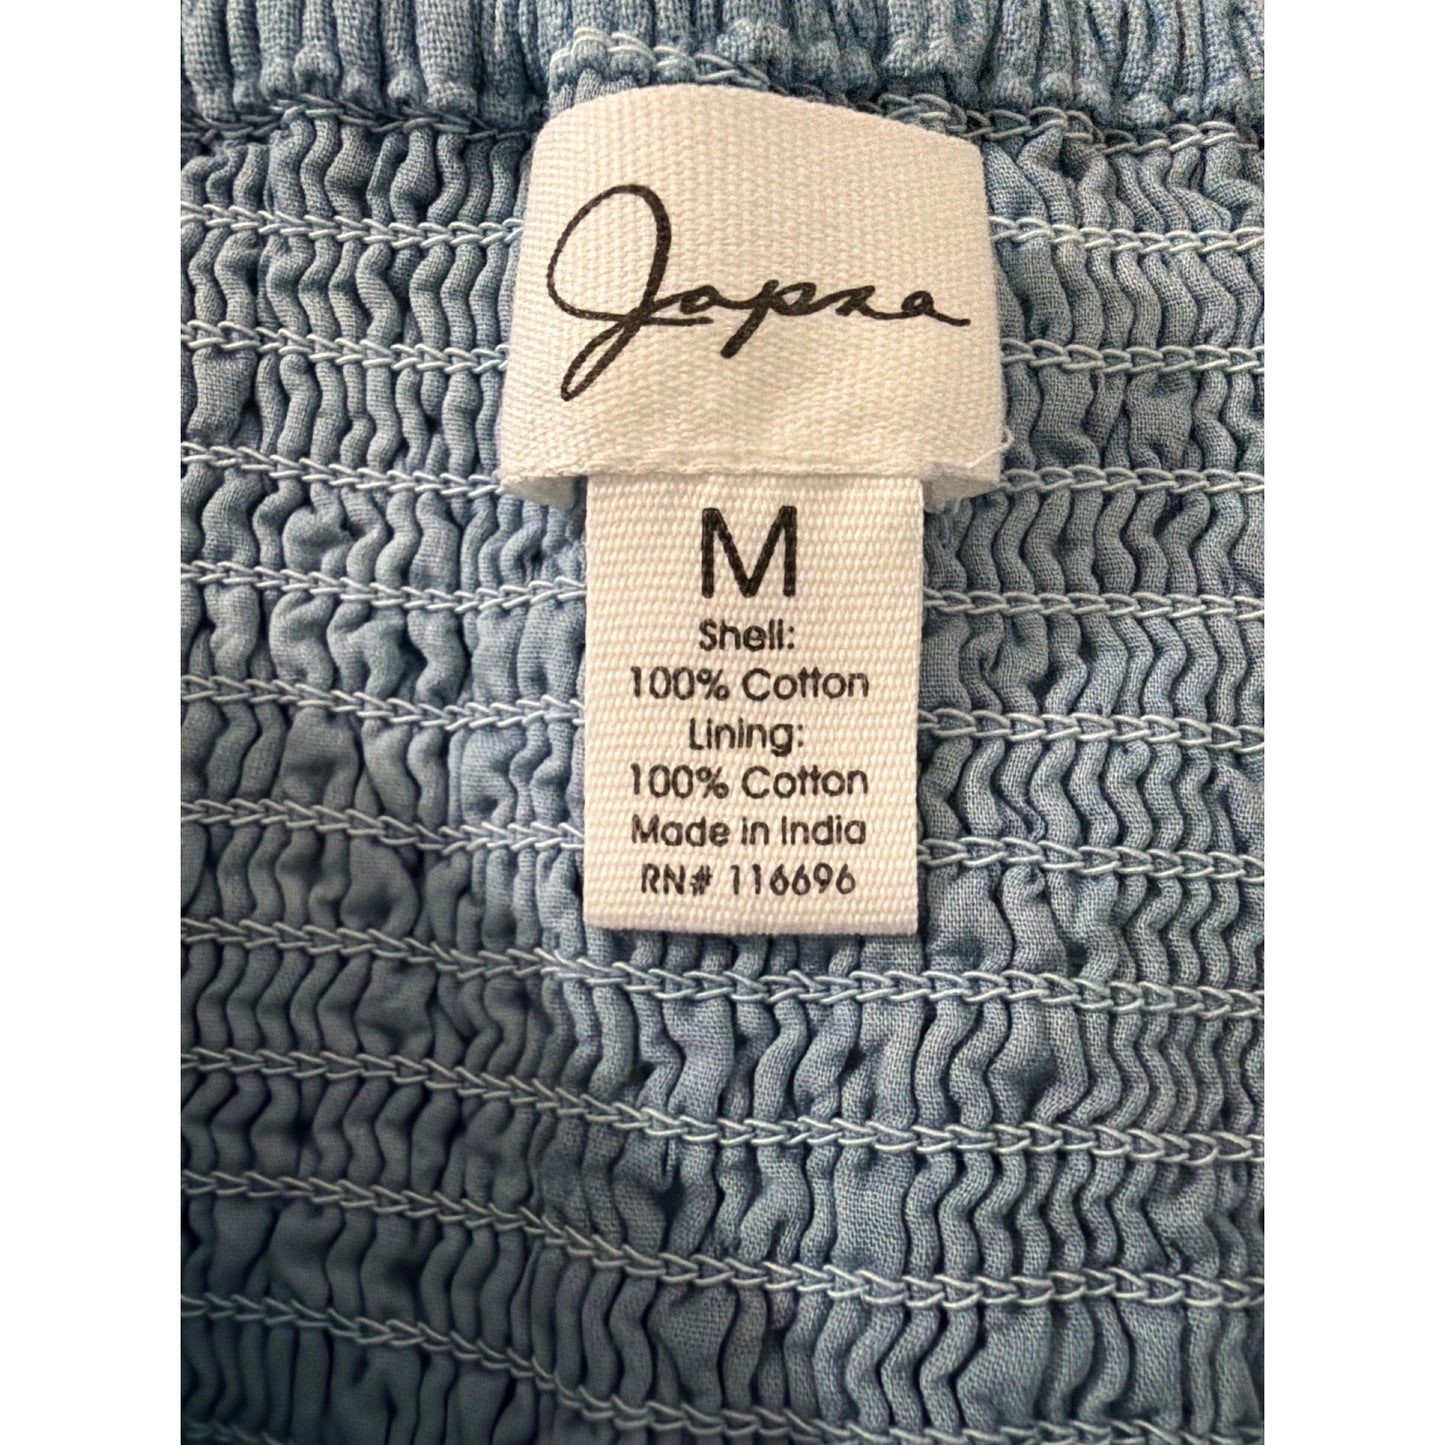 Japna
M
Shell:
100% Cotton
Lining:
100% Cotton
Made in India
RN# 116696